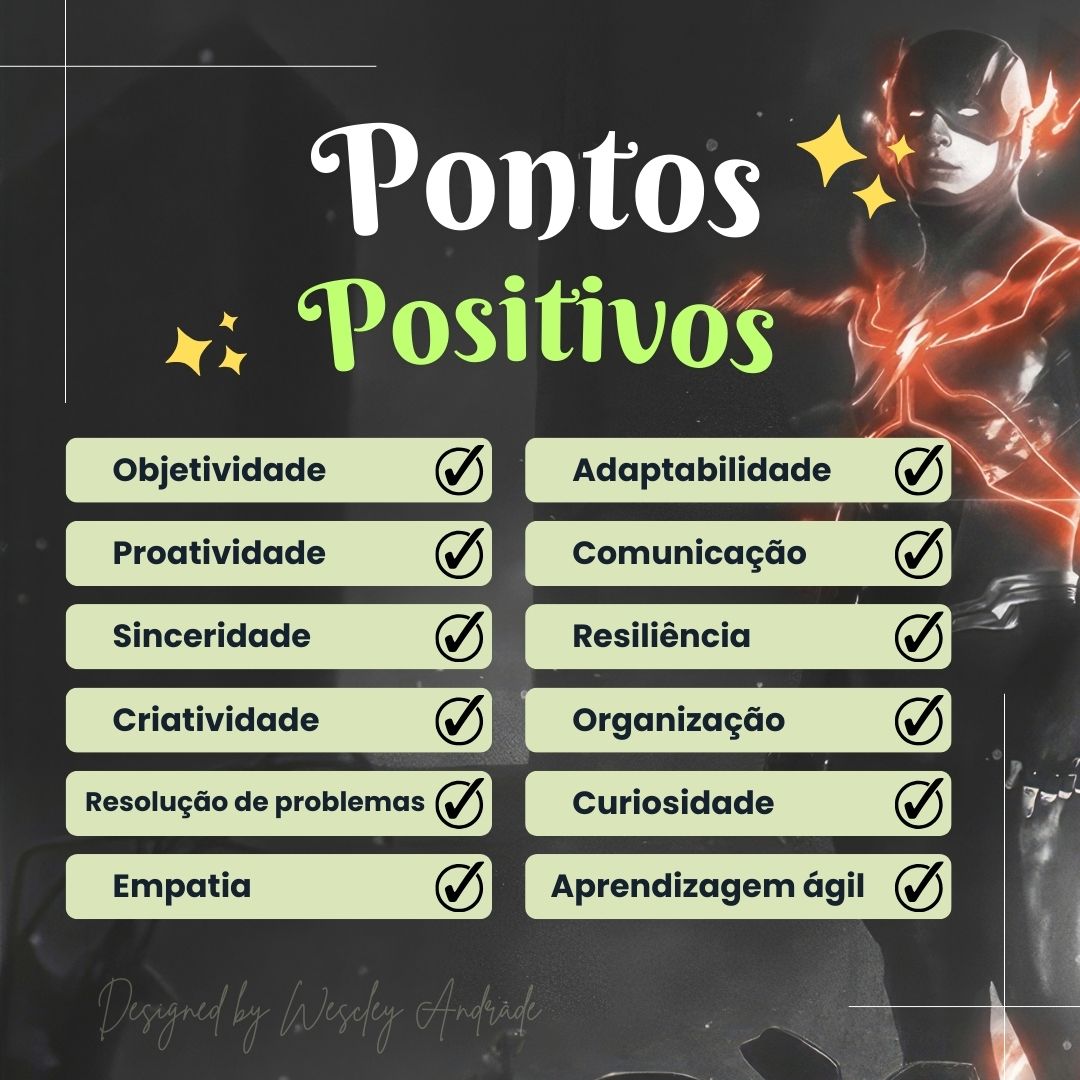 Pontos
Positivos
Objetividade
Proatividade
Sinceridade
Criatividade
Resolução de problemas
Empatia
Adaptabilidade
Comunicação
Resiliência
Organização
Curiosidade
Aprendizagem ágil
Designed by Wescley Andrade